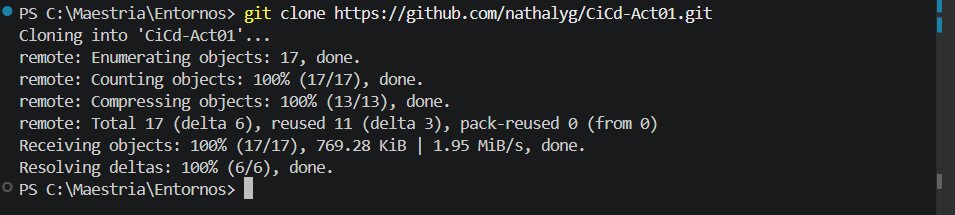 PS C:\Maestria\Entornos> git clone https://github.com/nathalyg/CiCd-Act01.git
Cloning into 'CiCd-Act01'...
remote: Enumerating objects: 17, done.
remote: Counting objects: 100% (17/17), done.
remote: Compressing objects: 100% (13/13), done.
remote: Total 17 (delta 6), reused 11 (delta 3), pack-reused 0 (from 0)
Receiving objects: 100% (17/17), 769.28 KiB | 1.95 MiB/s, done.
Resolving deltas: 100% (6/6), done.
PS C:\Maestria\Entornos>